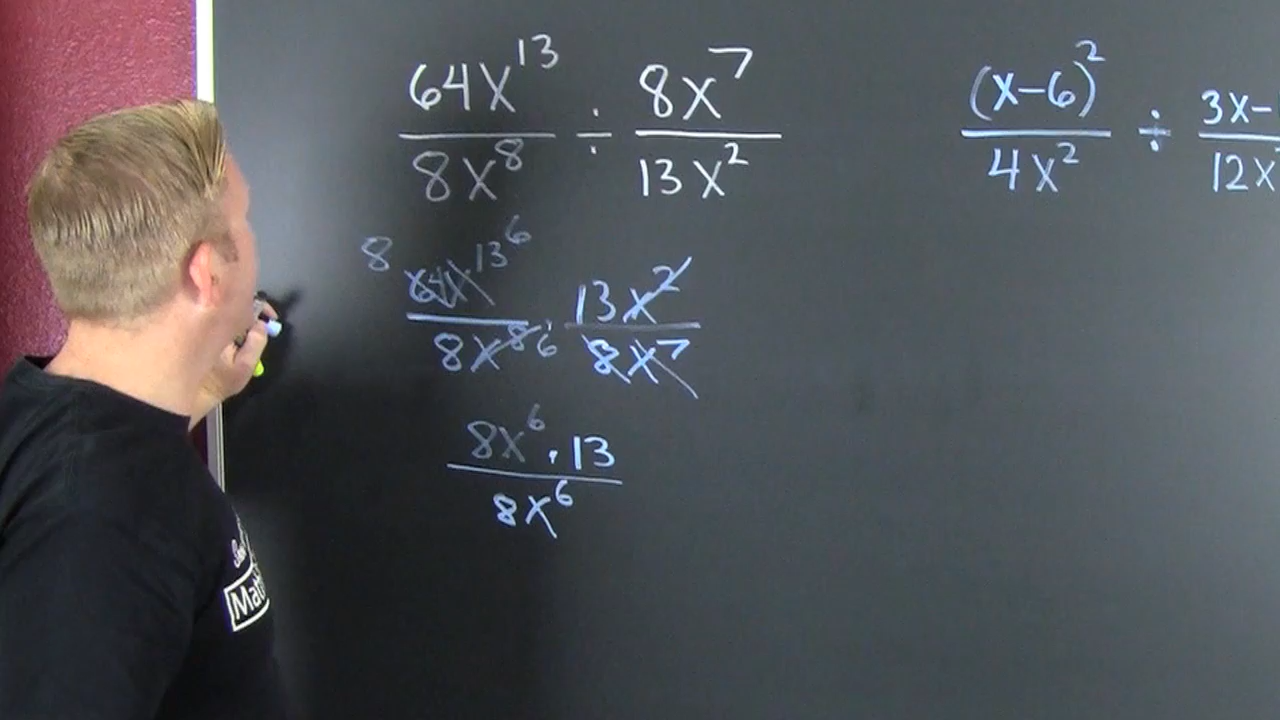 64x^13 / 8x^8 ÷ 8x^7 / 13x^2
8 64x^13 6 / 8x^8 6 · 13x^2 / 8x^7
8x^6 · 13 / 8x^6
(x-6)^2 / 4x^2 ÷ 3x- / 12x
Mat